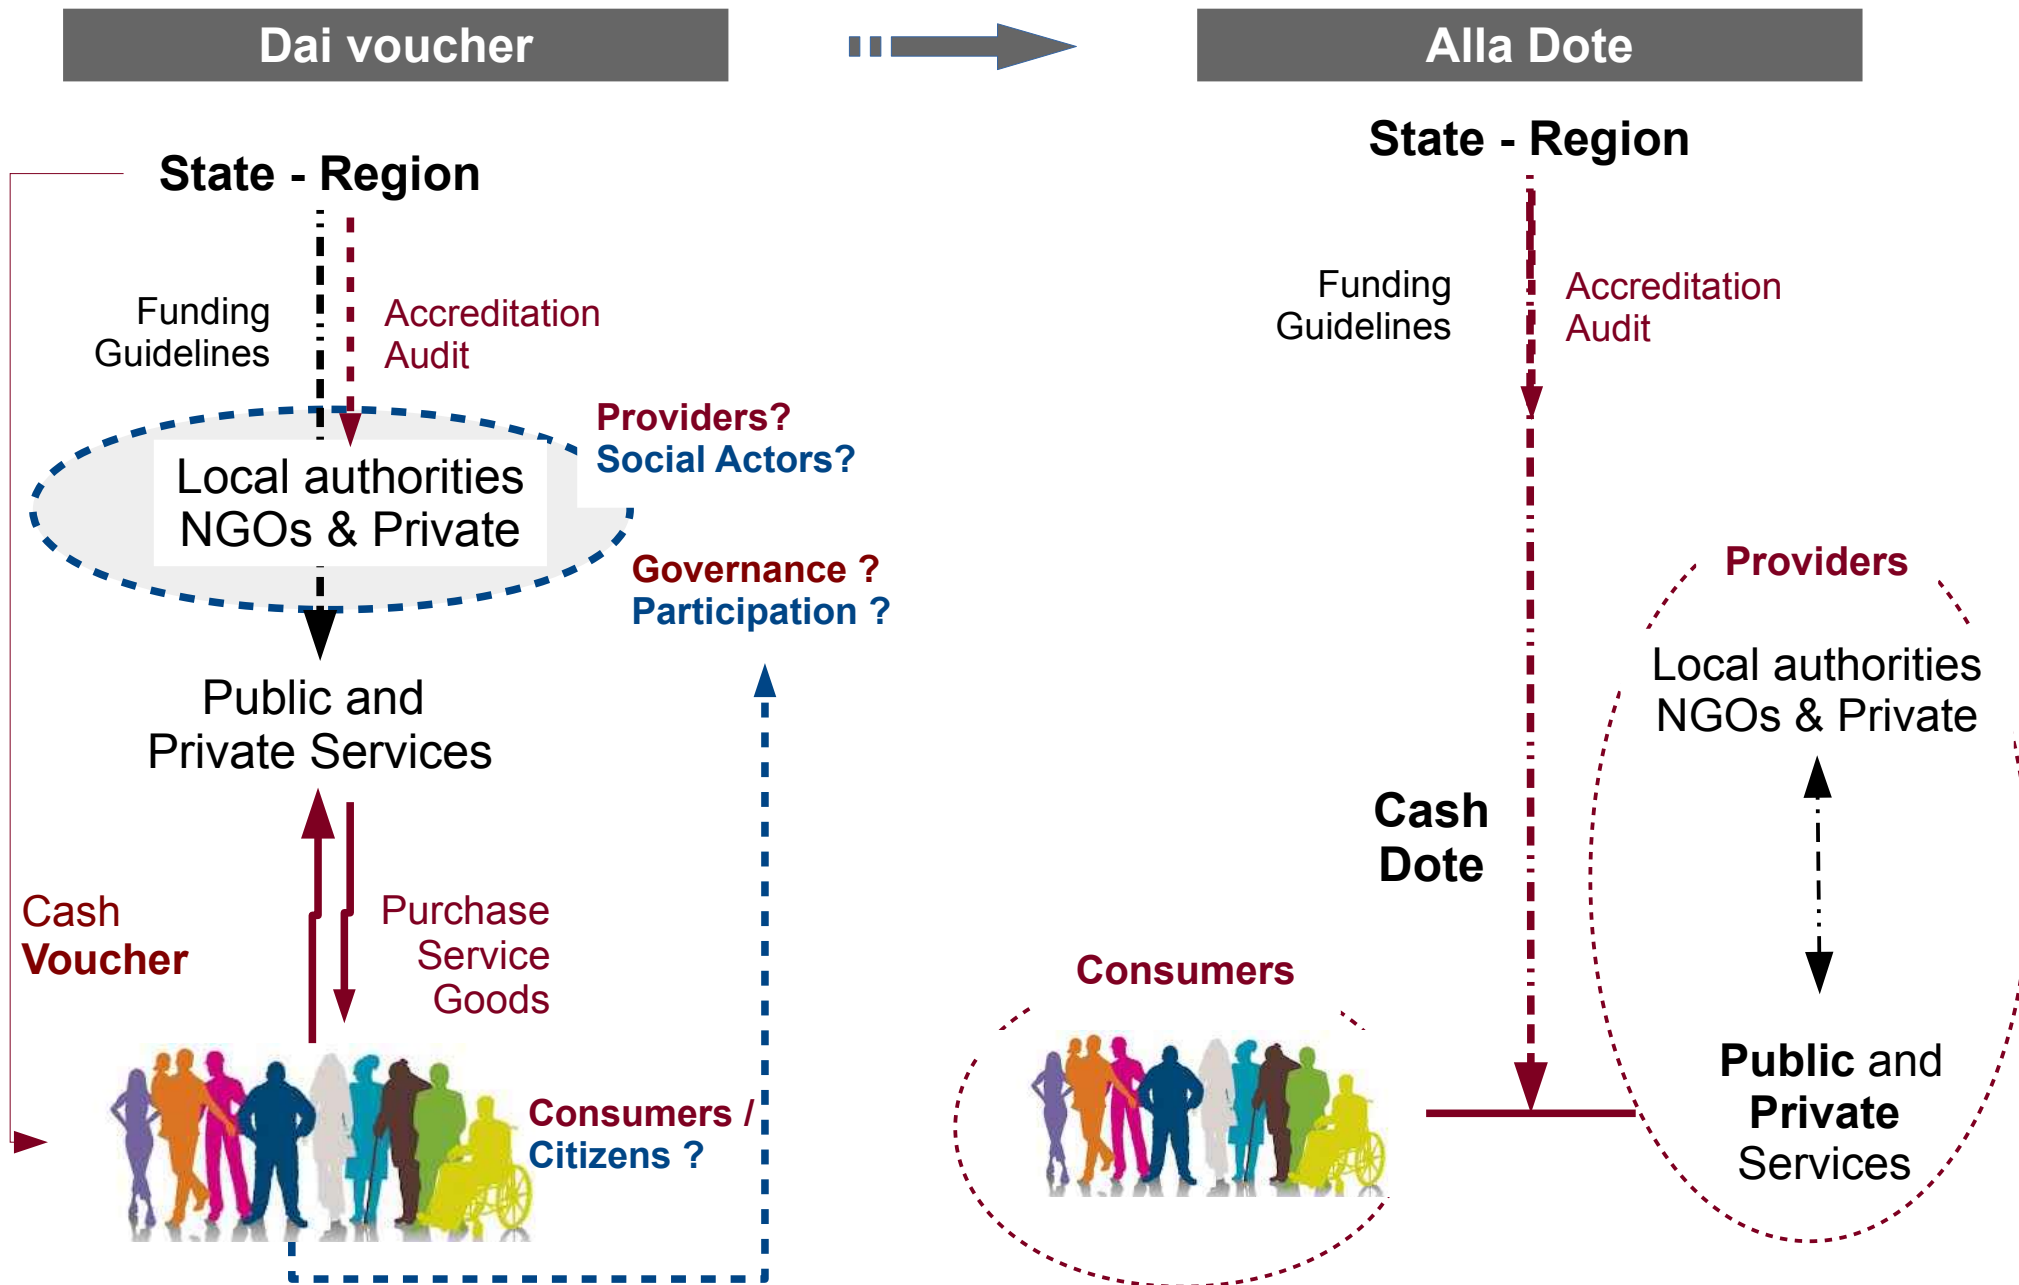 Dai voucher
Alla Dote
State - Region
Funding
Guidelines
Accreditation
Audit
Providers?
Social Actors?
Local authorities
NGOs & Private
Governance ?
Participation ?
Public and
Private Services
Cash
Voucher
Purchase
Service
Goods
Consumers /
Citizens ?
State - Region
Funding
Guidelines
Accreditation
Audit
Providers
Local authorities
NGOs & Private
Cash
Dote
Consumers
Public and
Private
Services